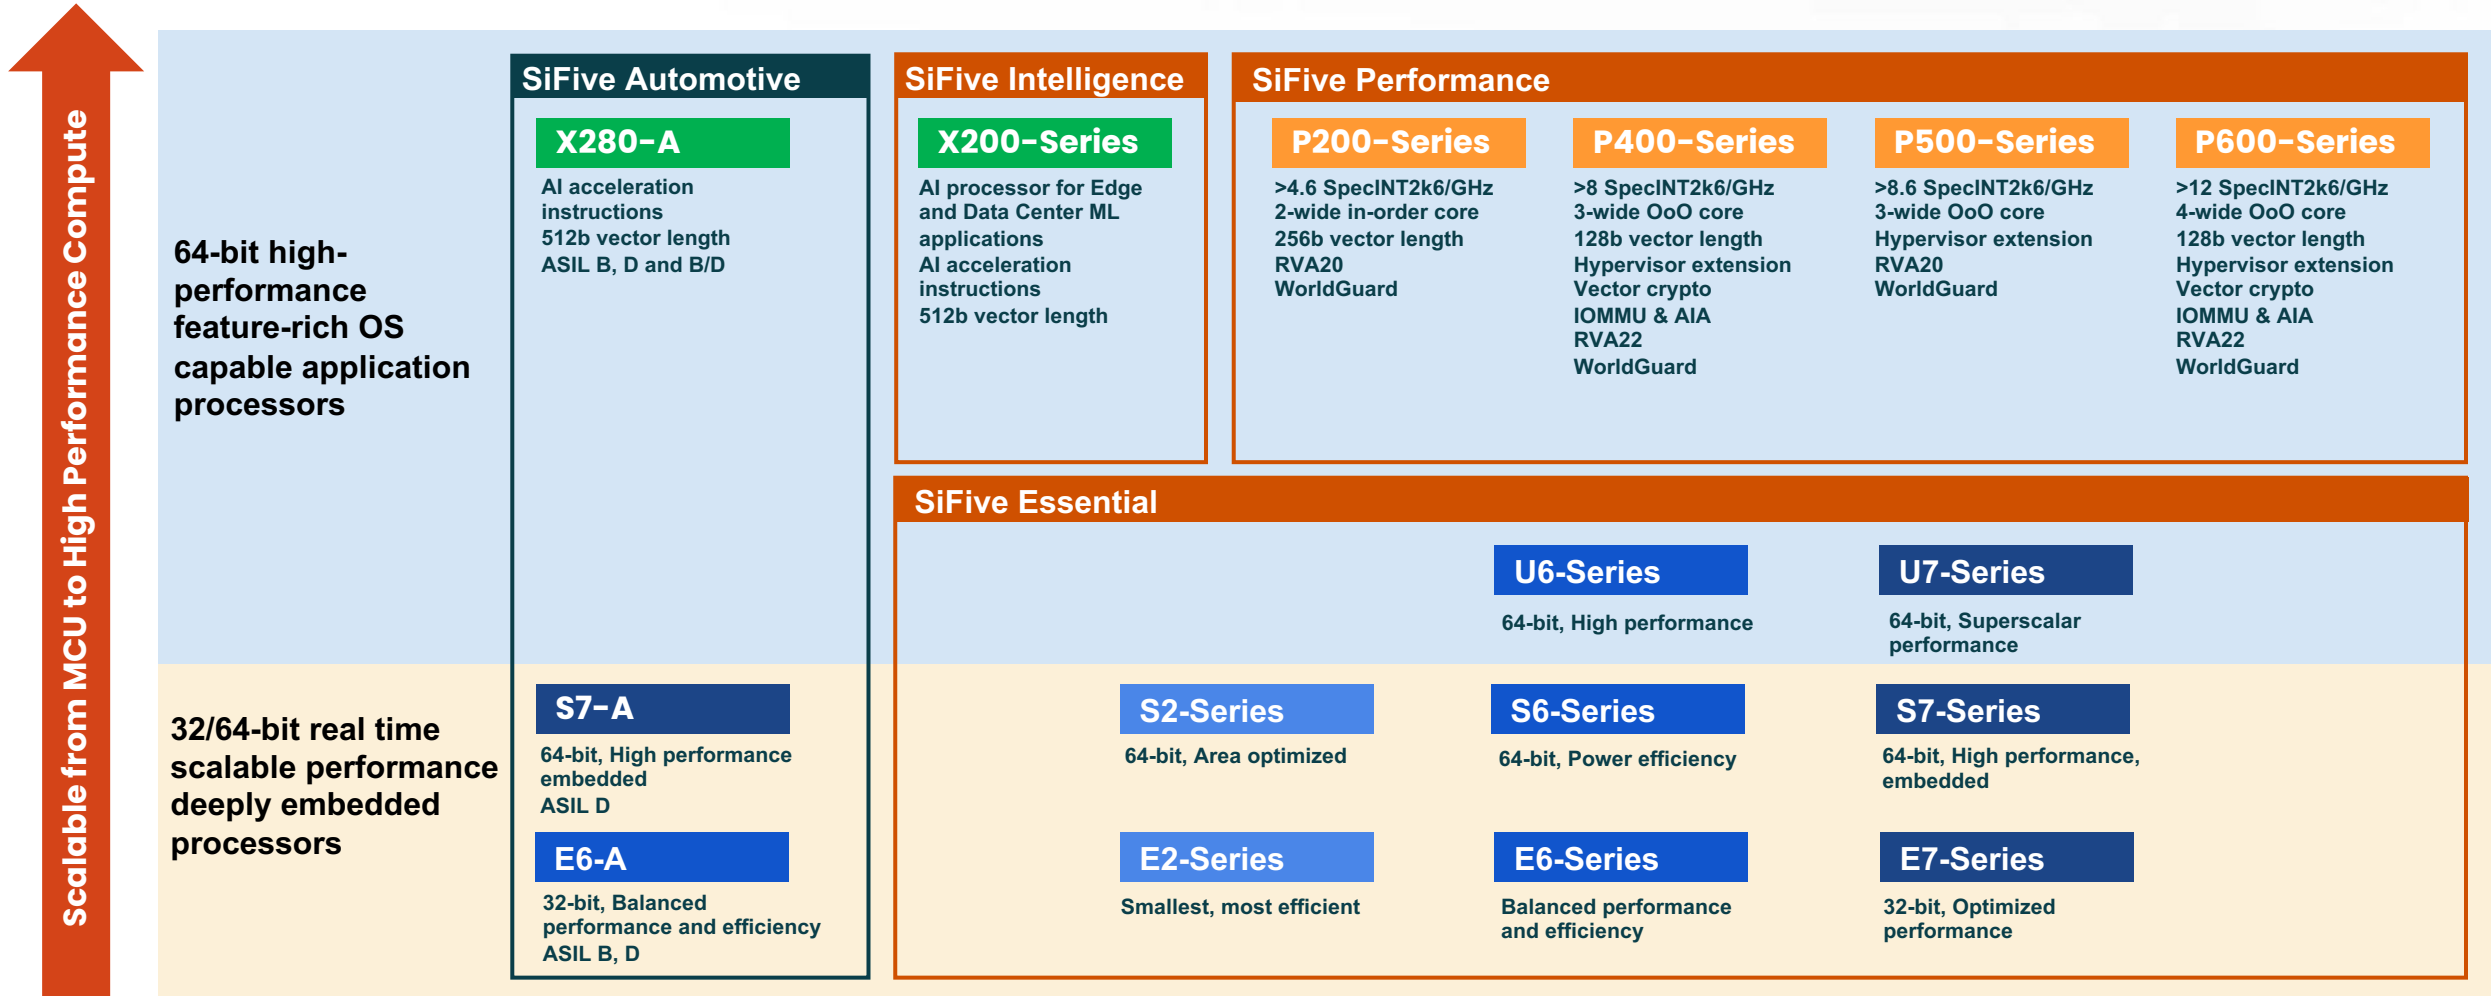 Scalable from MCU to High Performance Compute
64-bit high-
performance
feature-rich OS
capable application
processors
32/64-bit real time
scalable performance
deeply embedded
processors
SiFive Automotive
X280-A
AI acceleration
instructions
512b vector length
ASIL B, D and B/D
S7-A
64-bit, High performance
embedded
ASIL D
E6-A
32-bit, Balanced
performance and efficiency
ASIL B, D
SiFive Intelligence
X200-Series
AI processor for Edge
and Data Center ML
applications
AI acceleration
instructions
512b vector length
SiFive Performance
P200-Series
>4.6 SpecINT2k6/GHz
2-wide in-order core
256b vector length
RVA20
WorldGuard
P400-Series
>8 SpecINT2k6/GHz
3-wide OoO core
128b vector length
Hypervisor extension
Vector crypto
IOMMU & AIA
RVA22
WorldGuard
P500-Series
>8.6 SpecINT2k6/GHz
3-wide OoO core
Hypervisor extension
RVA20
WorldGuard
P600-Series
>12 SpecINT2k6/GHz
4-wide OoO core
128b vector length
Hypervisor extension
Vector crypto
IOMMU & AIA
RVA22
WorldGuard
SiFive Essential
U6-Series
64-bit, High performance
U7-Series
64-bit, Superscalar
performance
S2-Series
64-bit, Area optimized
S6-Series
64-bit, Power efficiency
S7-Series
64-bit, High performance,
embedded
E2-Series
Smallest, most efficient
E6-Series
Balanced performance
and efficiency
E7-Series
32-bit, Optimized
performance